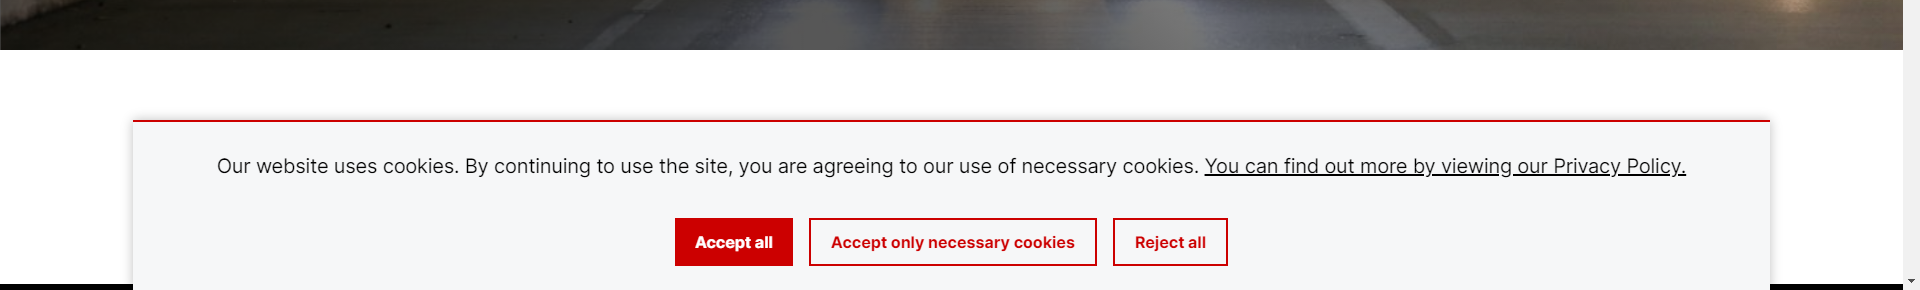 Our website uses cookies. By continuing to use the site, you are agreeing to our use of necessary cookies. You can find out more by viewing our Privacy Policy.
Accept all
Accept only necessary cookies
Reject all